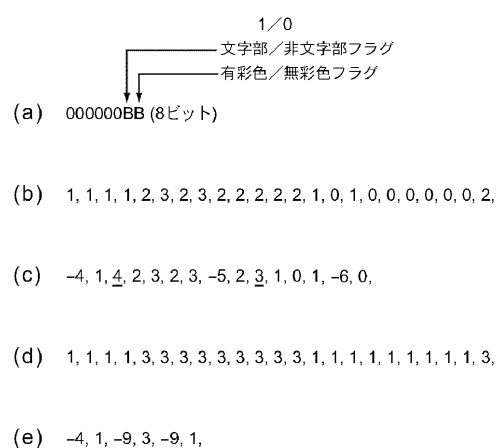 1／0
文字部／非文字部フラグ
有彩色／無彩色フラグ
(a) 000000BB (8ビット)
(b) 1, 1, 1, 1, 2, 3, 2, 3, 2, 2, 2, 2, 2, 1, 0, 1, 0, 0, 0, 0, 0, 0, 2,
(c) –4, 1, 4, 2, 3, 2, 3, –5, 2, 3, 1, 0, 1, –6, 0,
(d) 1, 1, 1, 1, 3, 3, 3, 3, 3, 3, 3, 3, 3, 1, 1, 1, 1, 1, 1, 1, 1, 1, 3,
(e) –4, 1, –9, 3, –9, 1,